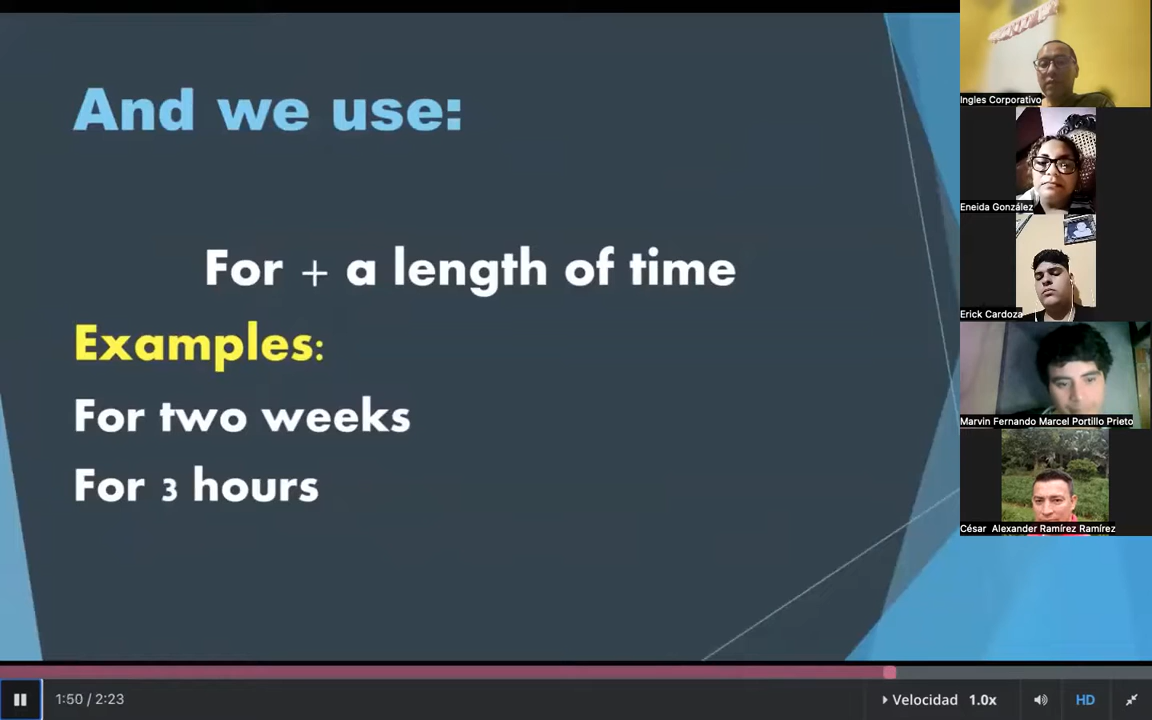 And we use:
For + a length of time
Examples:
For two weeks
For 3 hours
Ingles Corporativo
Eneida González
Erick Cardoza
Marvin Fernando Marcel Portillo Prieto
César Alexander Ramírez Ramírez
1:50 / 2:23
Velocidad 1.0x
HD